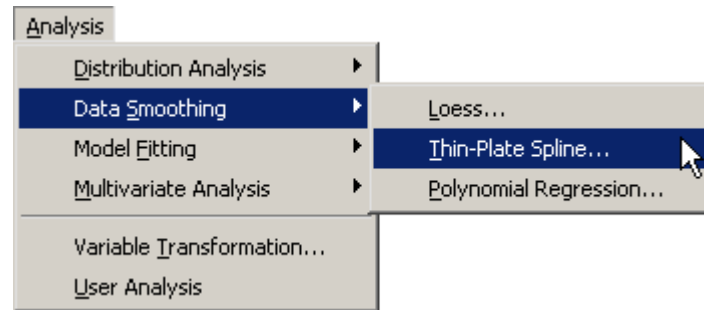 Analysis
Distribution Analysis
Data Smoothing
Model Fitting
Multivariate Analysis
Variable Transformation...
User Analysis
Loess...
Thin-Plate Spline...
Polynomial Regression...